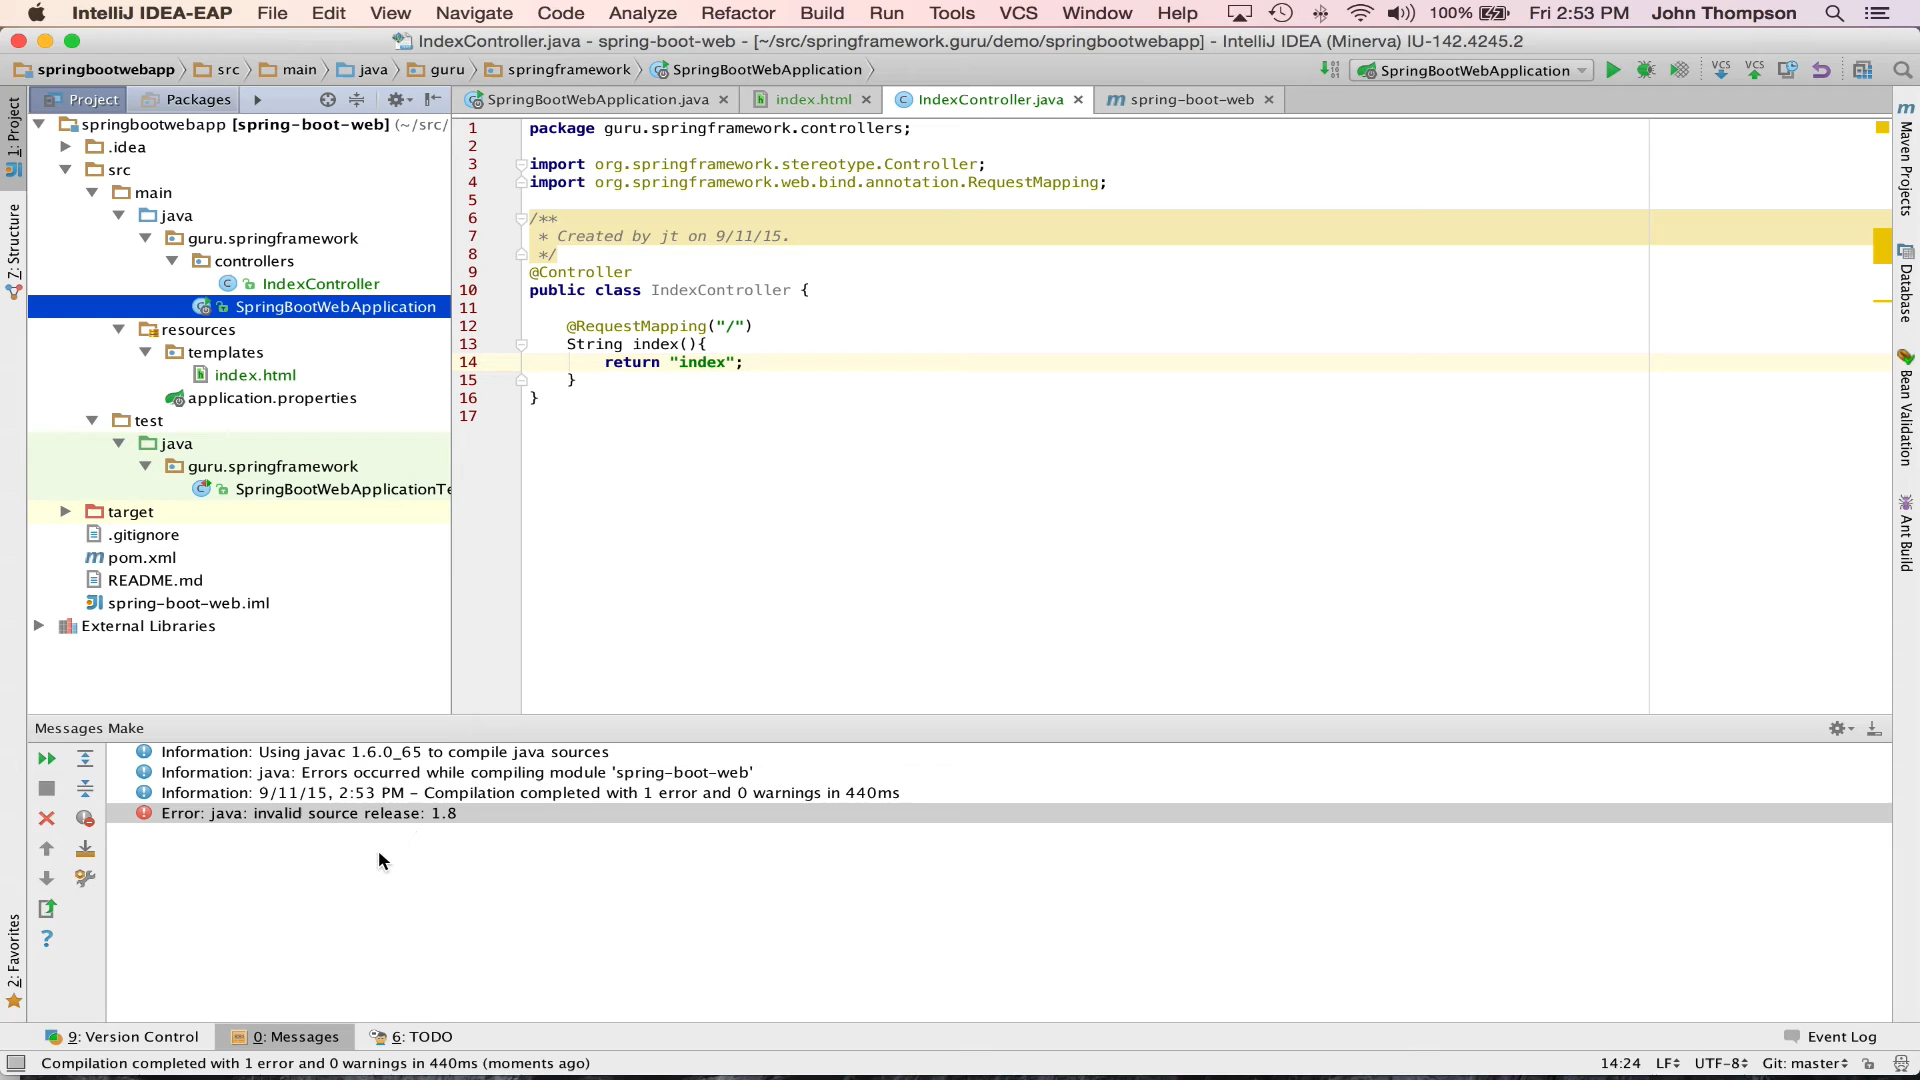 IntelliJ IDEA-EAP File Edit View Navigate Code Analyze Refactor Build Run Tools VCS Window Help 100% Fri 2:53 PM John Thompson
IndexController.java - spring-boot-web - [~/src/springframework.guru/demo/springbootwebapp] - IntelliJ IDEA (Minerva) IU-142.4245.2
springbootwebapp src main java guru springframework SpringBootWebApplication SpringBootWebApplication VCS VCS
Project Packages SpringBootWebApplication.java index.html IndexController.java spring-boot-web
1: Project
Z: Structure
2: Favorites
springbootwebapp [spring-boot-web] (~/src/
.idea
src
main
java
guru.springframework
controllers
IndexController
SpringBootWebApplication
resources
templates
index.html
application.properties
test
java
guru.springframework
SpringBootWebApplicationTe
target
.gitignore
pom.xml
README.md
spring-boot-web.iml
External Libraries
1 package guru.springframework.controllers;
2
3 import org.springframework.stereotype.Controller;
4 import org.springframework.web.bind.annotation.RequestMapping;
5
6 /**
7 * Created by jt on 9/11/15.
8 */
9 @Controller
10 public class IndexController {
11
12 @RequestMapping("/")
13 String index(){
14 return "index";
15 }
16 }
17
Maven Projects
Database
Bean Validation
Ant Build
Messages Make
Information: Using javac 1.6.0_65 to compile java sources
Information: java: Errors occurred while compiling module 'spring-boot-web'
Information: 9/11/15, 2:53 PM - Compilation completed with 1 error and 0 warnings in 440ms
Error: java: invalid source release: 1.8
9: Version Control 0: Messages 6: TODO Event Log
Compilation completed with 1 error and 0 warnings in 440ms (moments ago) 14:24 LF UTF-8 Git: master